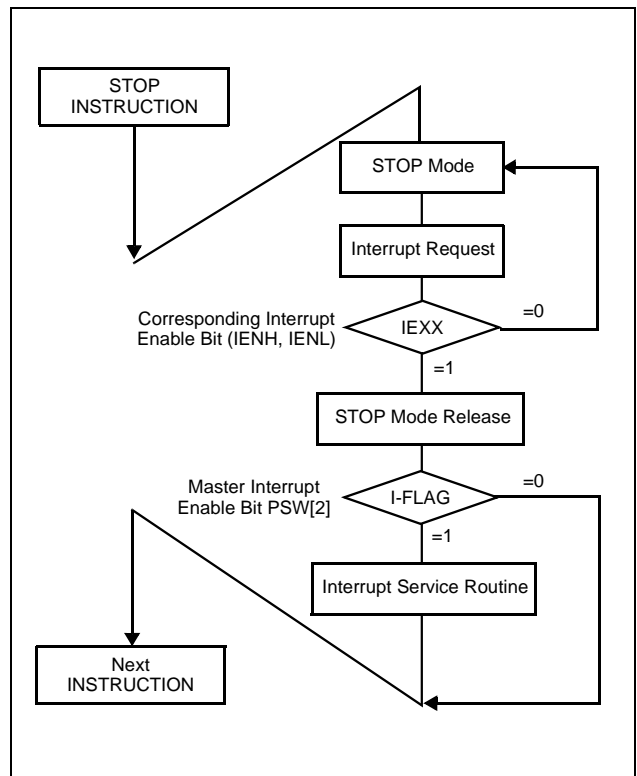 STOP
INSTRUCTION
STOP Mode
Interrupt Request
Corresponding Interrupt
Enable Bit (IENH, IENL)
IEXX
=0
=1
STOP Mode Release
Master Interrupt
Enable Bit PSW[2]
I-FLAG
=0
=1
Interrupt Service Routine
Next
INSTRUCTION